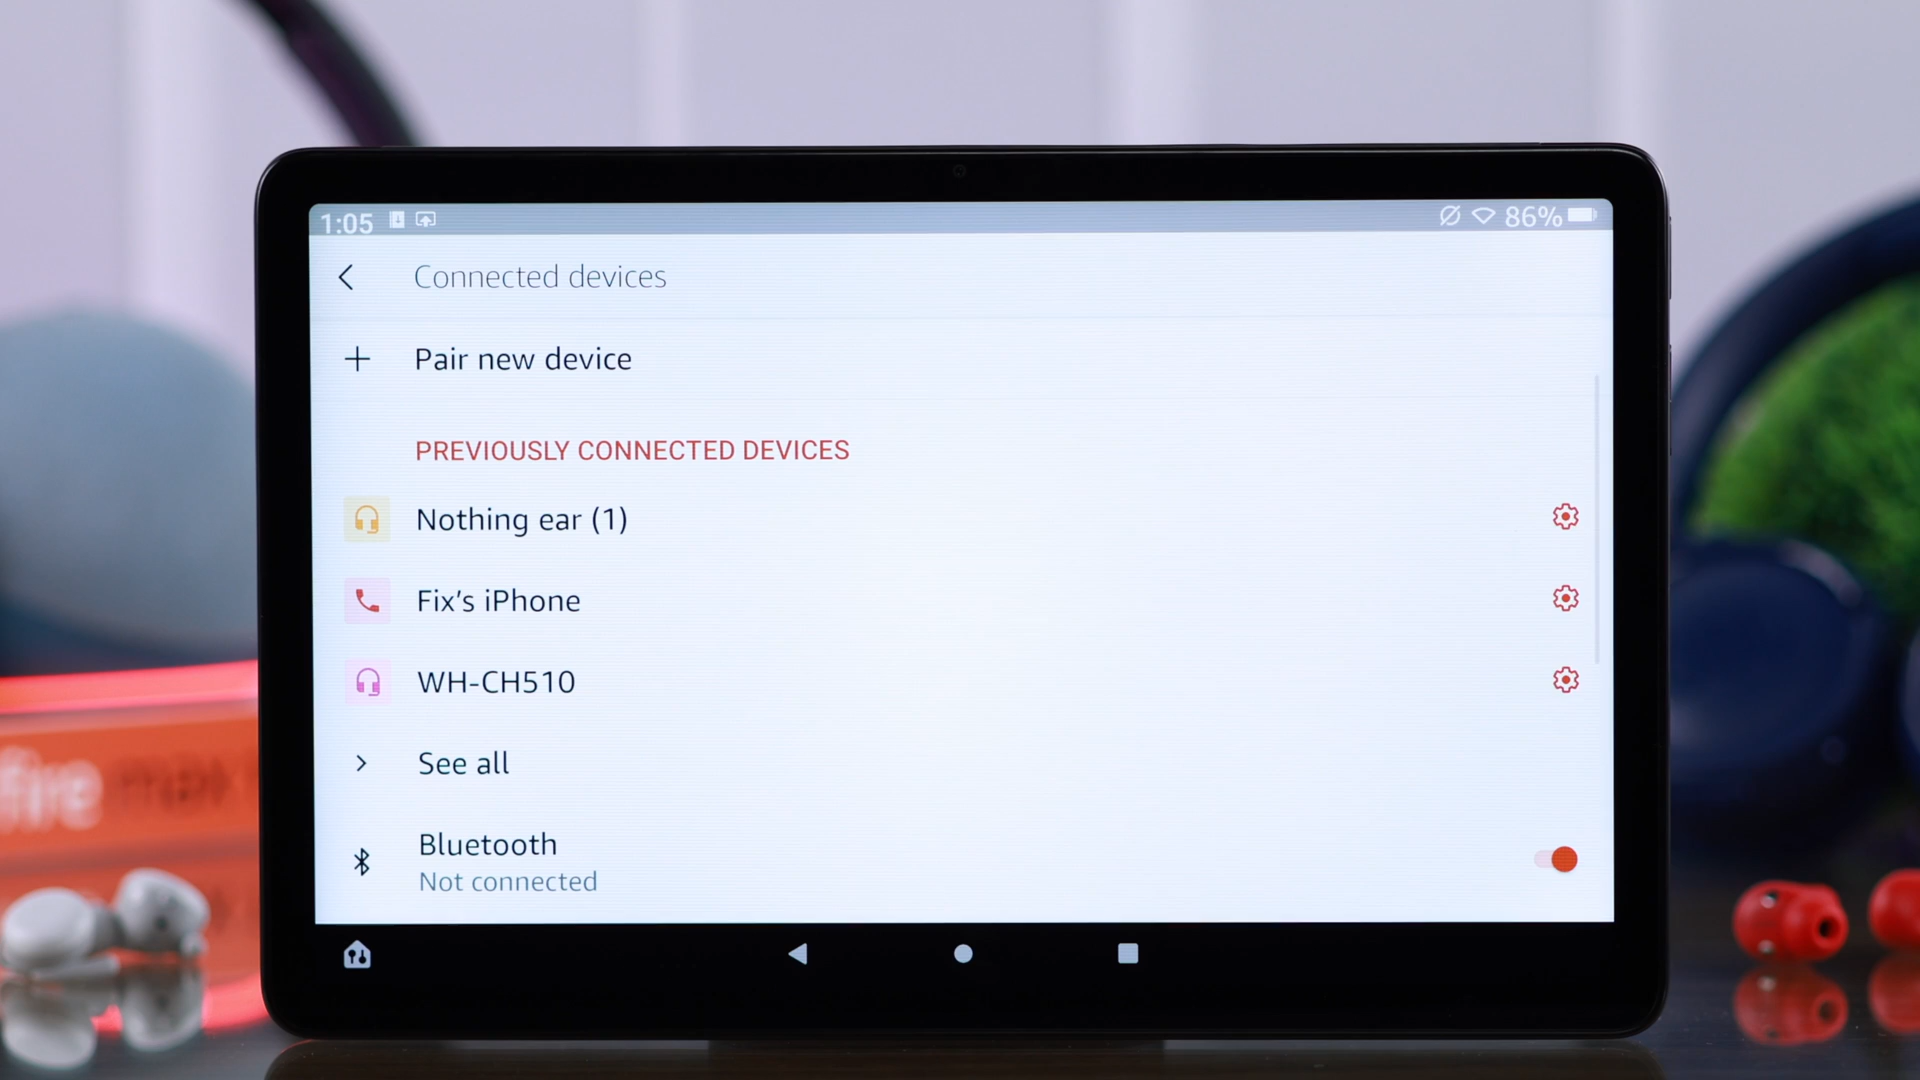 1:05
86%
Connected devices
Pair new device
PREVIOUSLY CONNECTED DEVICES
Nothing ear (1)
Fix's iPhone
WH-CH510
See all
Bluetooth
Not connected
fire max